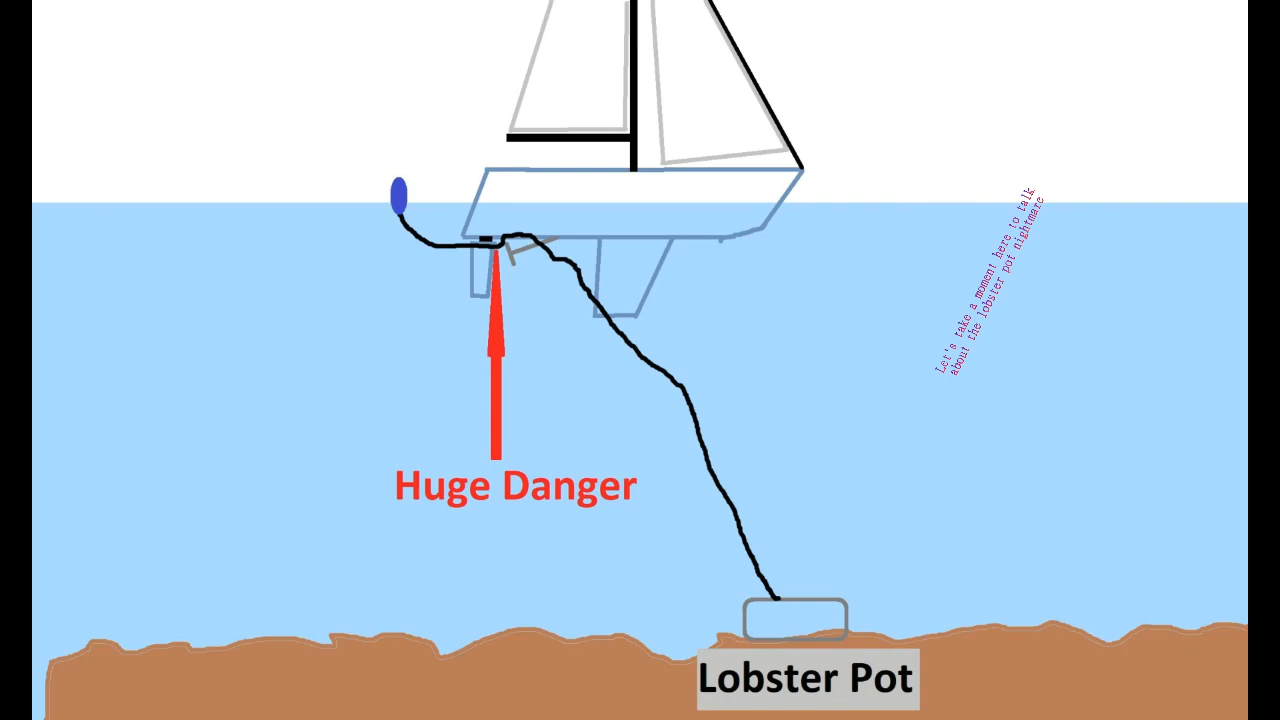 Let's take a moment here to talk
about the lobster pot nightmare
Huge Danger
Lobster Pot